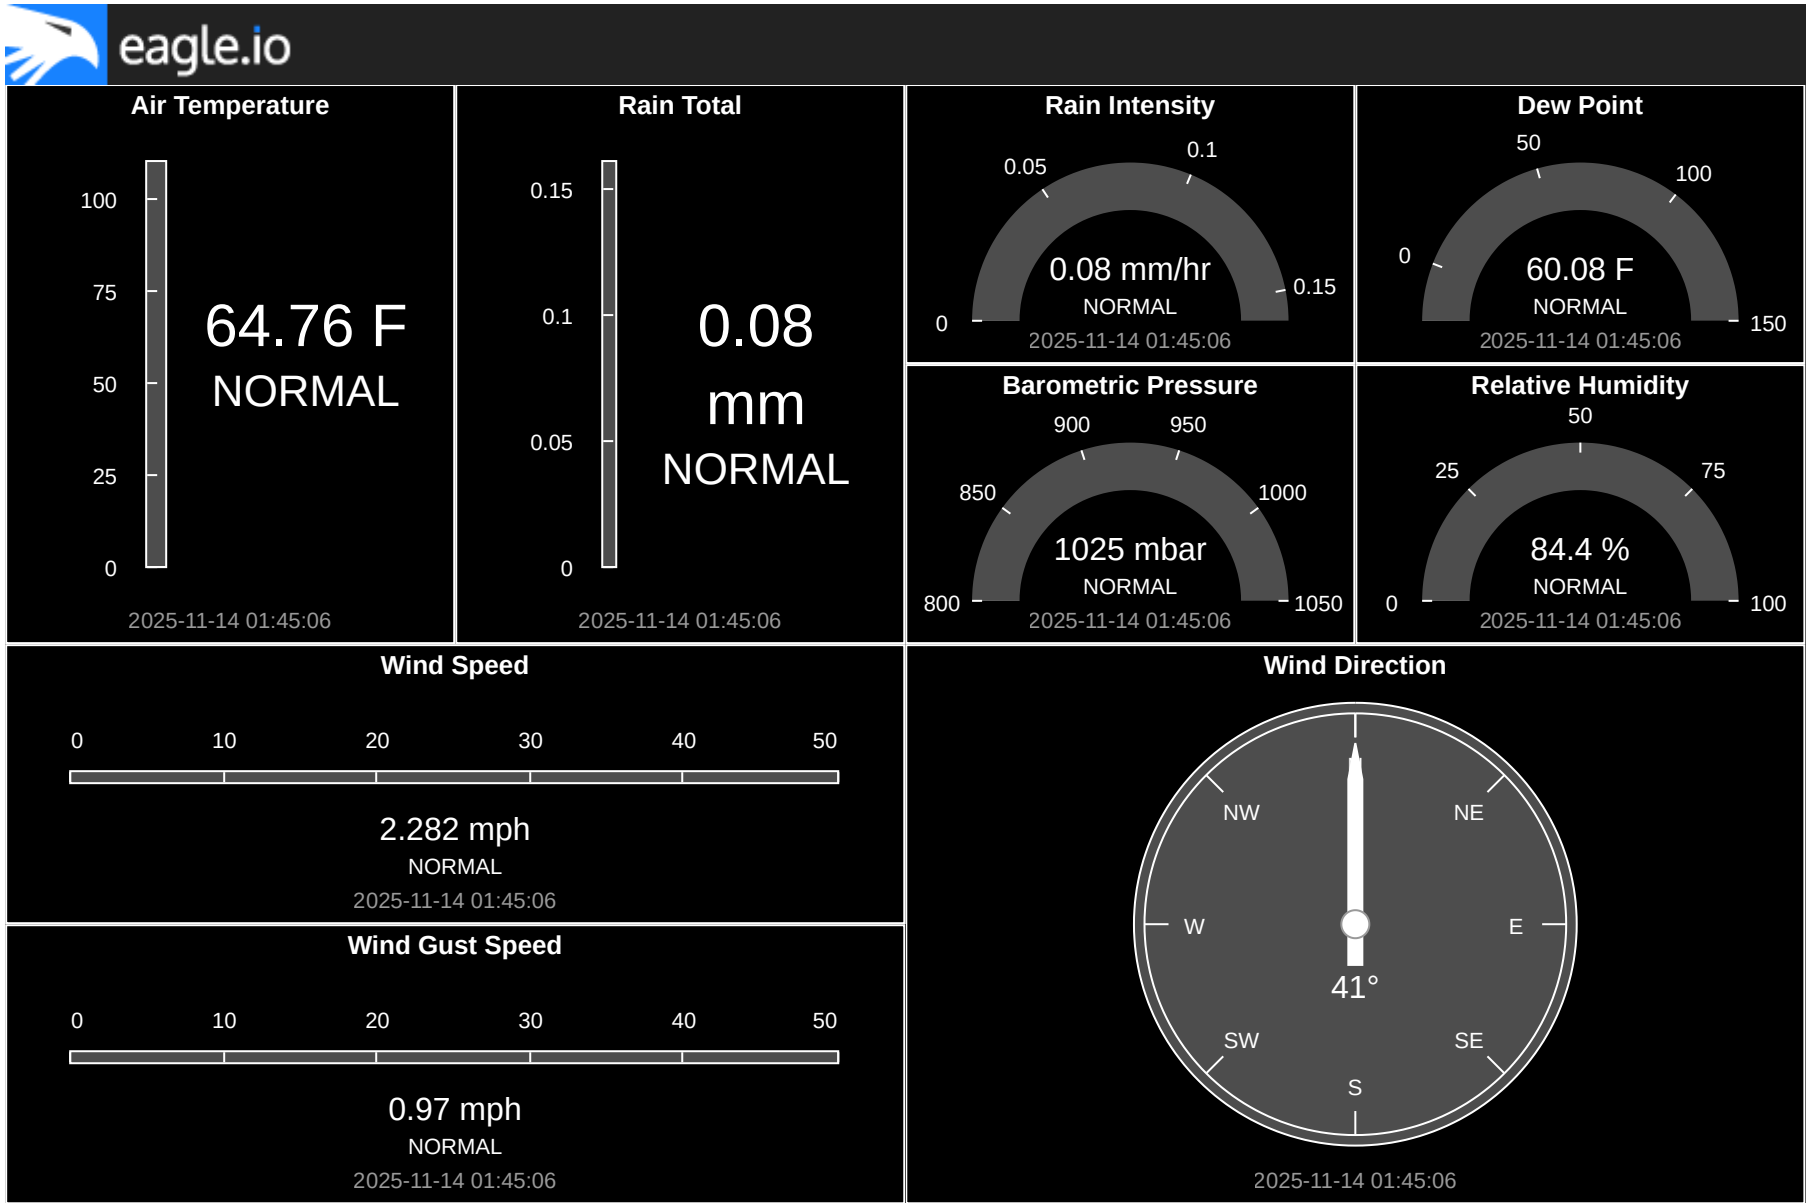 eagle.io
Air Temperature
100
75
50
25
0
64.76 F
NORMAL
2025-11-14 01:45:06
Rain Total
0.15
0.1
0.05
0
0.08
mm
NORMAL
2025-11-14 01:45:06
Rain Intensity
0
0.05
0.1
0.15
0.08 mm/hr
NORMAL
2025-11-14 01:45:06
Dew Point
0
50
100
150
60.08 F
NORMAL
2025-11-14 01:45:06
Barometric Pressure
800
850
900
950
1000
1050
1025 mbar
NORMAL
2025-11-14 01:45:06
Relative Humidity
0
25
50
75
100
84.4 %
NORMAL
2025-11-14 01:45:06
Wind Speed
0 10 20 30 40 50
2.282 mph
NORMAL
2025-11-14 01:45:06
Wind Gust Speed
0 10 20 30 40 50
0.97 mph
NORMAL
2025-11-14 01:45:06
Wind Direction
NW NE
W E
41°
SW SE
S
2025-11-14 01:45:06